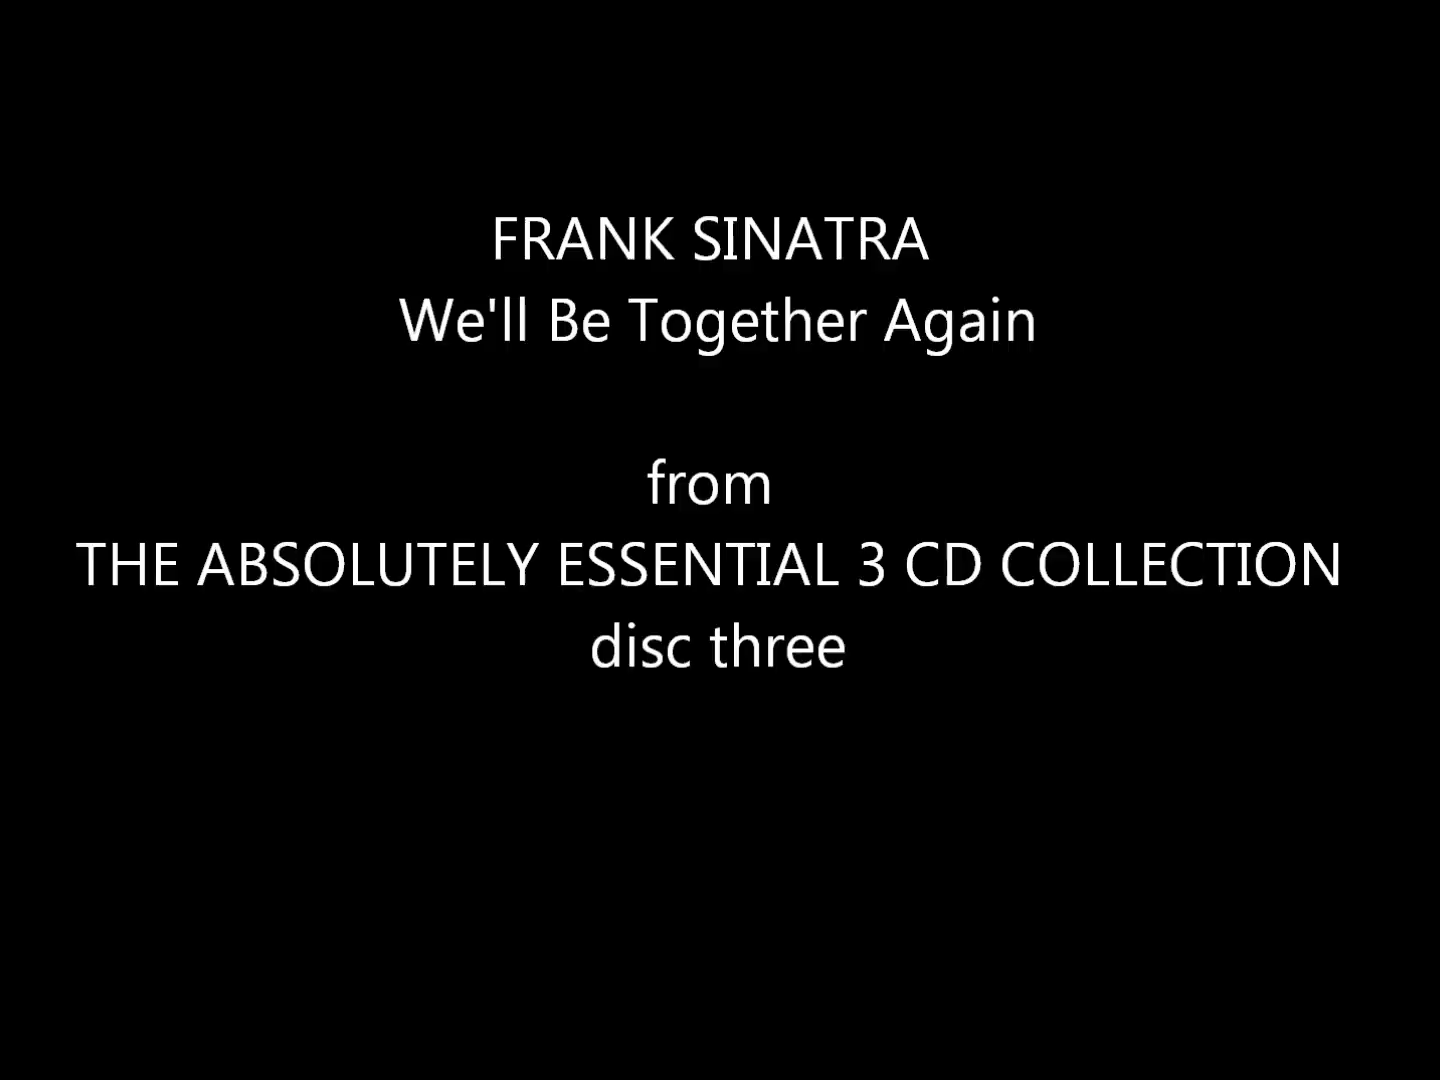 FRANK SINATRA
We'll Be Together Again
from
THE ABSOLUTELY ESSENTIAL 3 CD COLLECTION
disc three